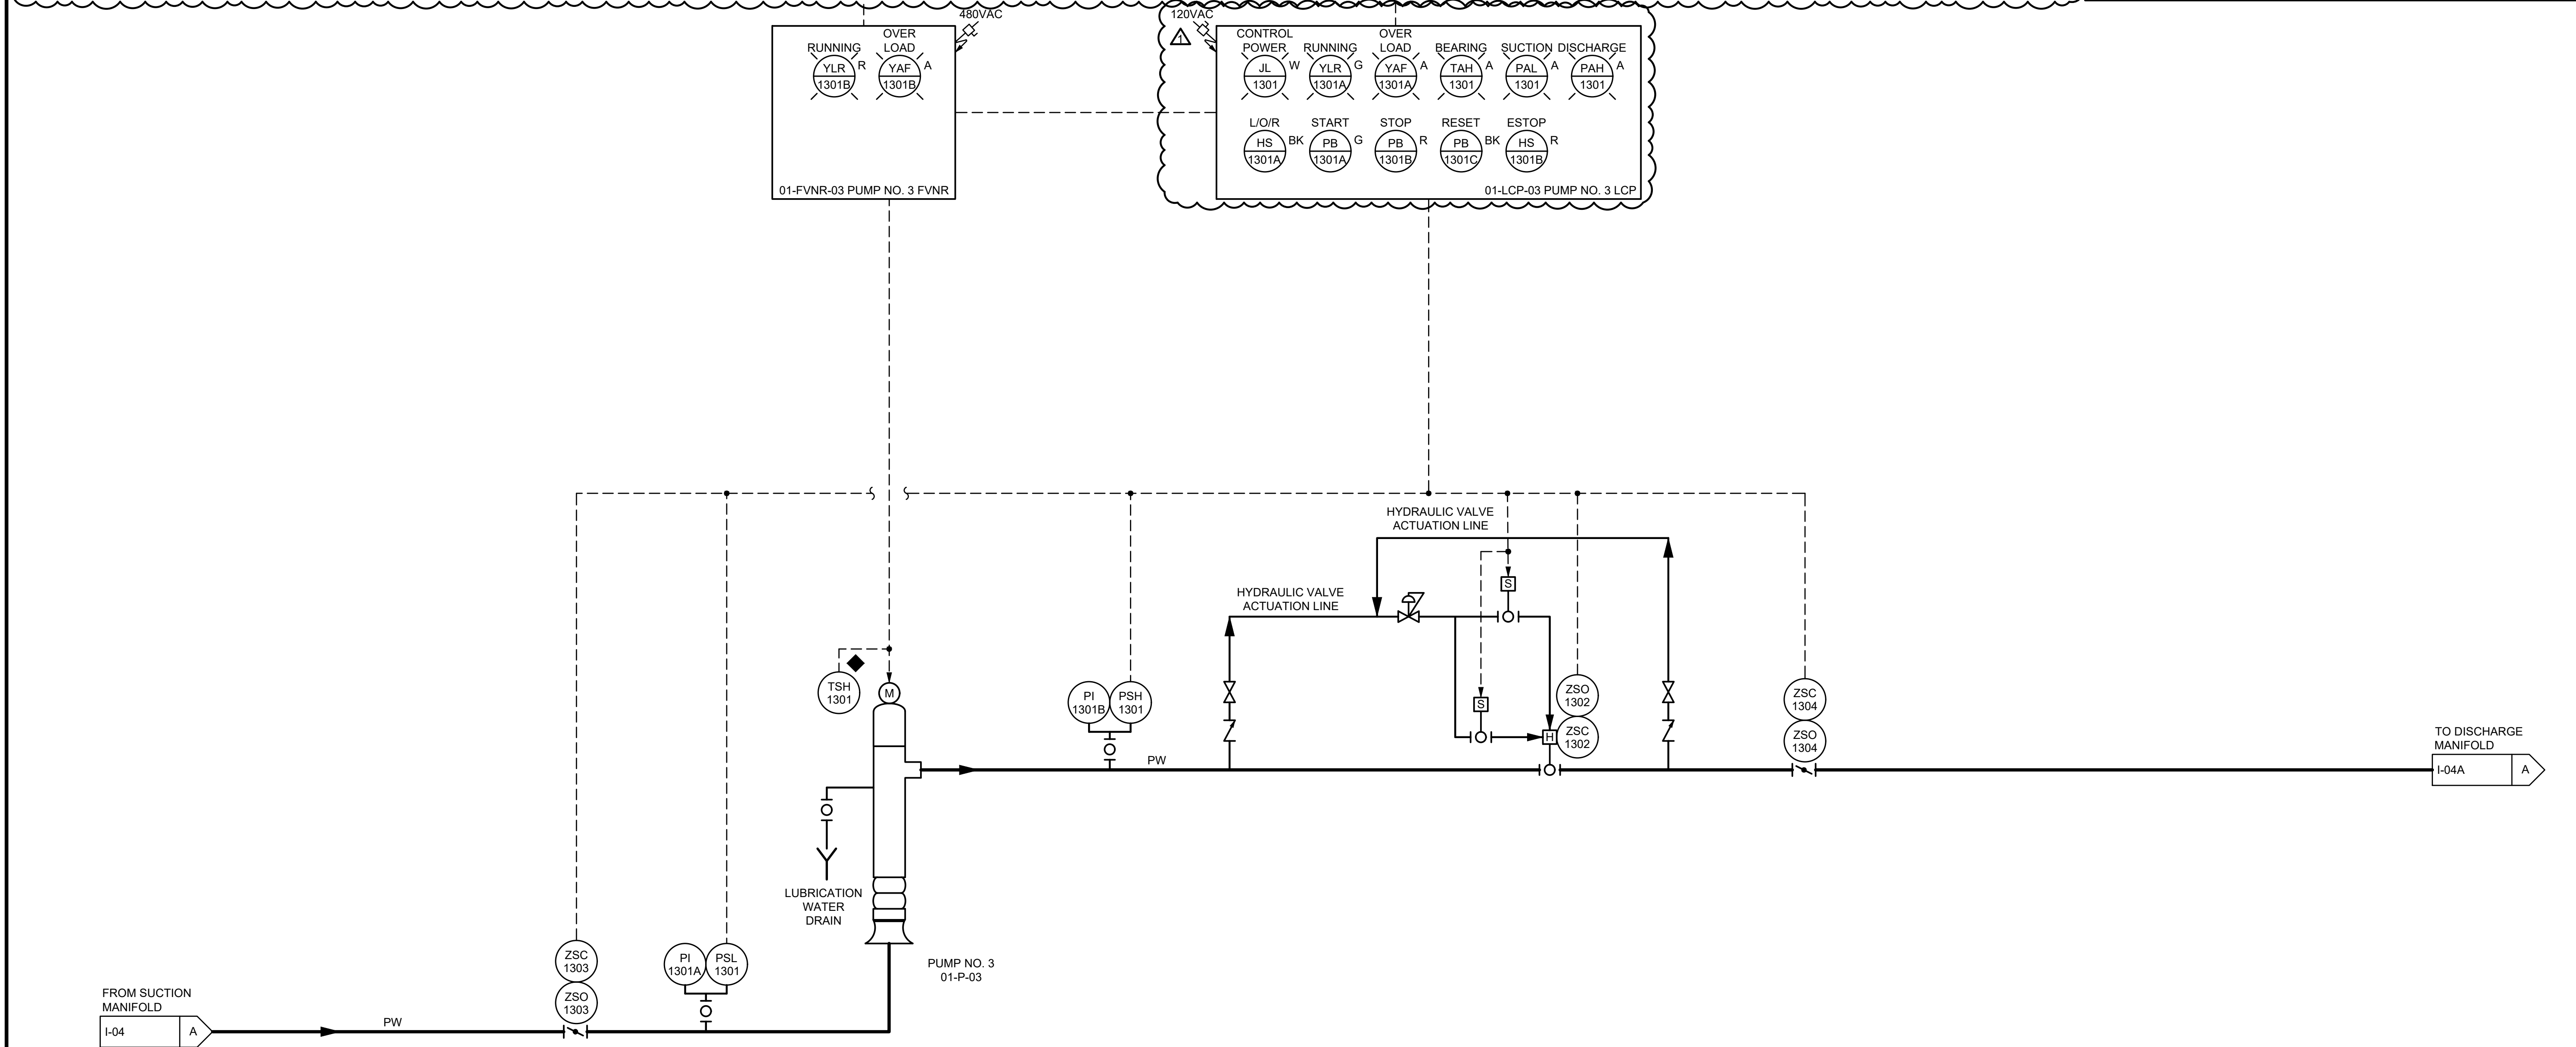 480VAC
OVER
LOAD
RUNNING
YLR
1301B
R
YAF
1301B
A
01-FVNR-03 PUMP NO. 3 FVNR
120VAC
1
CONTROL
POWER
JL
1301
W
RUNNING
YLR
1301A
G
OVER
LOAD
YAF
1301A
A
BEARING
TAH
1301
A
SUCTION
PAL
1301
A
DISCHARGE
PAH
1301
A
L/O/R
HS
1301A
BK
START
PB
1301A
G
STOP
PB
1301B
R
RESET
PB
1301C
BK
ESTOP
HS
1301B
R
01-LCP-03 PUMP NO. 3 LCP
HYDRAULIC VALVE
ACTUATION LINE
S
HYDRAULIC VALVE
ACTUATION LINE
S
H
TSH
1301
M
PI
1301B
PSH
1301
ZSO
1302
ZSC
1302
ZSC
1304
ZSO
1304
PW
TO DISCHARGE
MANIFOLD
I-04A
A
LUBRICATION
WATER
DRAIN
PUMP NO. 3
01-P-03
ZSC
1303
ZSO
1303
PI
1301A
PSL
1301
FROM SUCTION
MANIFOLD
I-04
A
PW